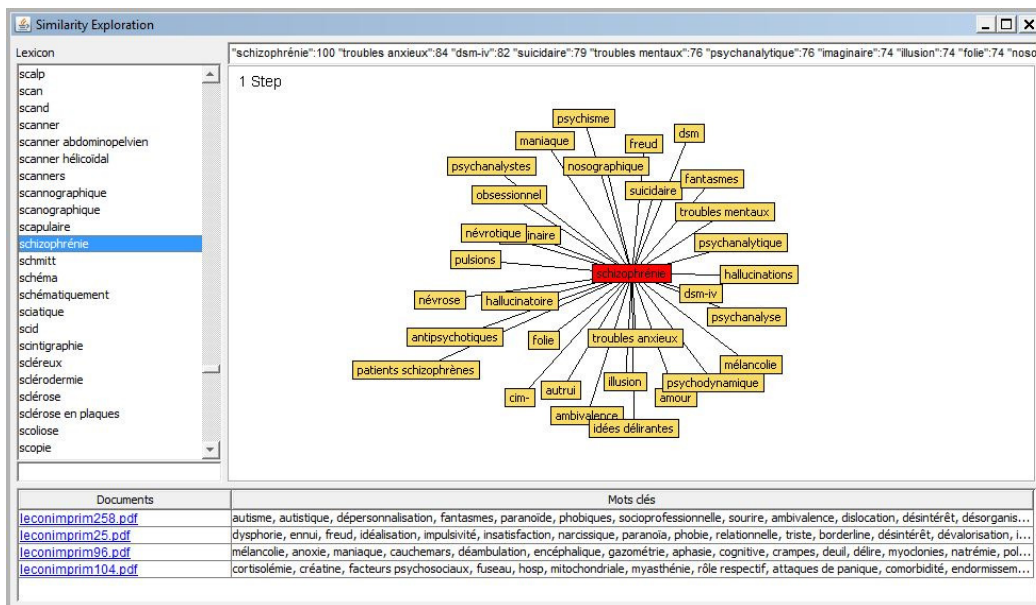 Similarity Exploration
Lexicon
"schizophrénie":100 "troubles anxieux":84 "dsm-iv":82 "suicidaire":79 "troubles mentaux":76 "psychanalytique":76 "imaginaire":74 "illusion":74 "folie":74 "noso
scalp
scan
scand
scanner
scanner abdominopelvien
scanner hélicoïdal
scanners
scannographique
scanographique
scapulaire
schizophrénie
schmitt
schéma
schématiquement
sciatique
scid
scintigraphie
scléreux
sclérodermie
sclérose
sclérose en plaques
scoliose
scopie
1 Step
psychisme
maniaque
freud
dsm
psychanalystes
nosographique
fantasmes
obsessionnel
suicidaire
troubles mentaux
névrotique
inaire
psychanalytique
pulsions
schizophrénie
hallucinations
névrose
hallucinatoire
dsm-iv
psychanalyse
antipsychotiques
folie
troubles anxieux
patients schizophrènes
mélancolie
cim-
autrui
illusion
psychodynamique
amour
ambivalence
idées délirantes
Documents
Mots clés
leconimprim258.pdf
autisme, autistique, dépersonnalisation, fantasmes, paranoïde, phobiques, socioprofessionnelle, sourire, ambivalence, dislocation, désintérêt, désorganis...
leconimprim25.pdf
dysphorie, ennui, freud, idéalisation, impulsivité, insatisfaction, narcissique, paranoïa, phobie, relationnelle, triste, borderline, désintérêt, dévalorisation, i...
leconimprim96.pdf
mélancolie, anoxie, maniaque, cauchemars, déambulation, encéphalique, gazométrie, aphasie, cognitive, crampes, deuil, délire, myoclonies, natrémie, pol...
leconimprim104.pdf
cortisolémie, créatine, facteurs psychosociaux, fuseau, hosp, mitochondriale, myasthénie, rôle respectif, attaques de panique, comorbidité, endormissem...